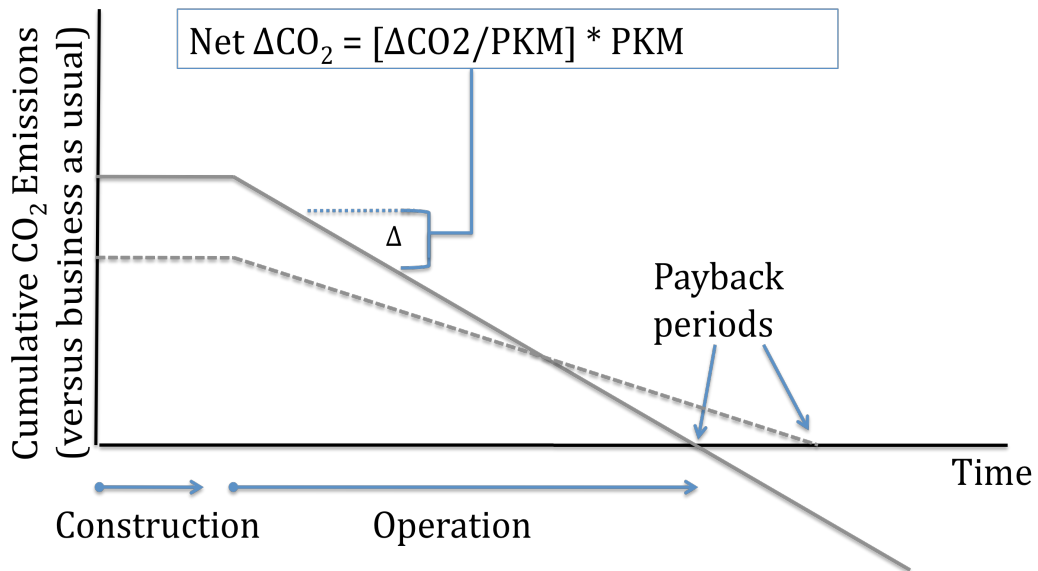 Net ΔCO₂ = [ΔCO2/PKM] * PKM
Cumulative CO₂ Emissions
(versus business as usual)
Δ
Payback
periods
Time
Construction
Operation